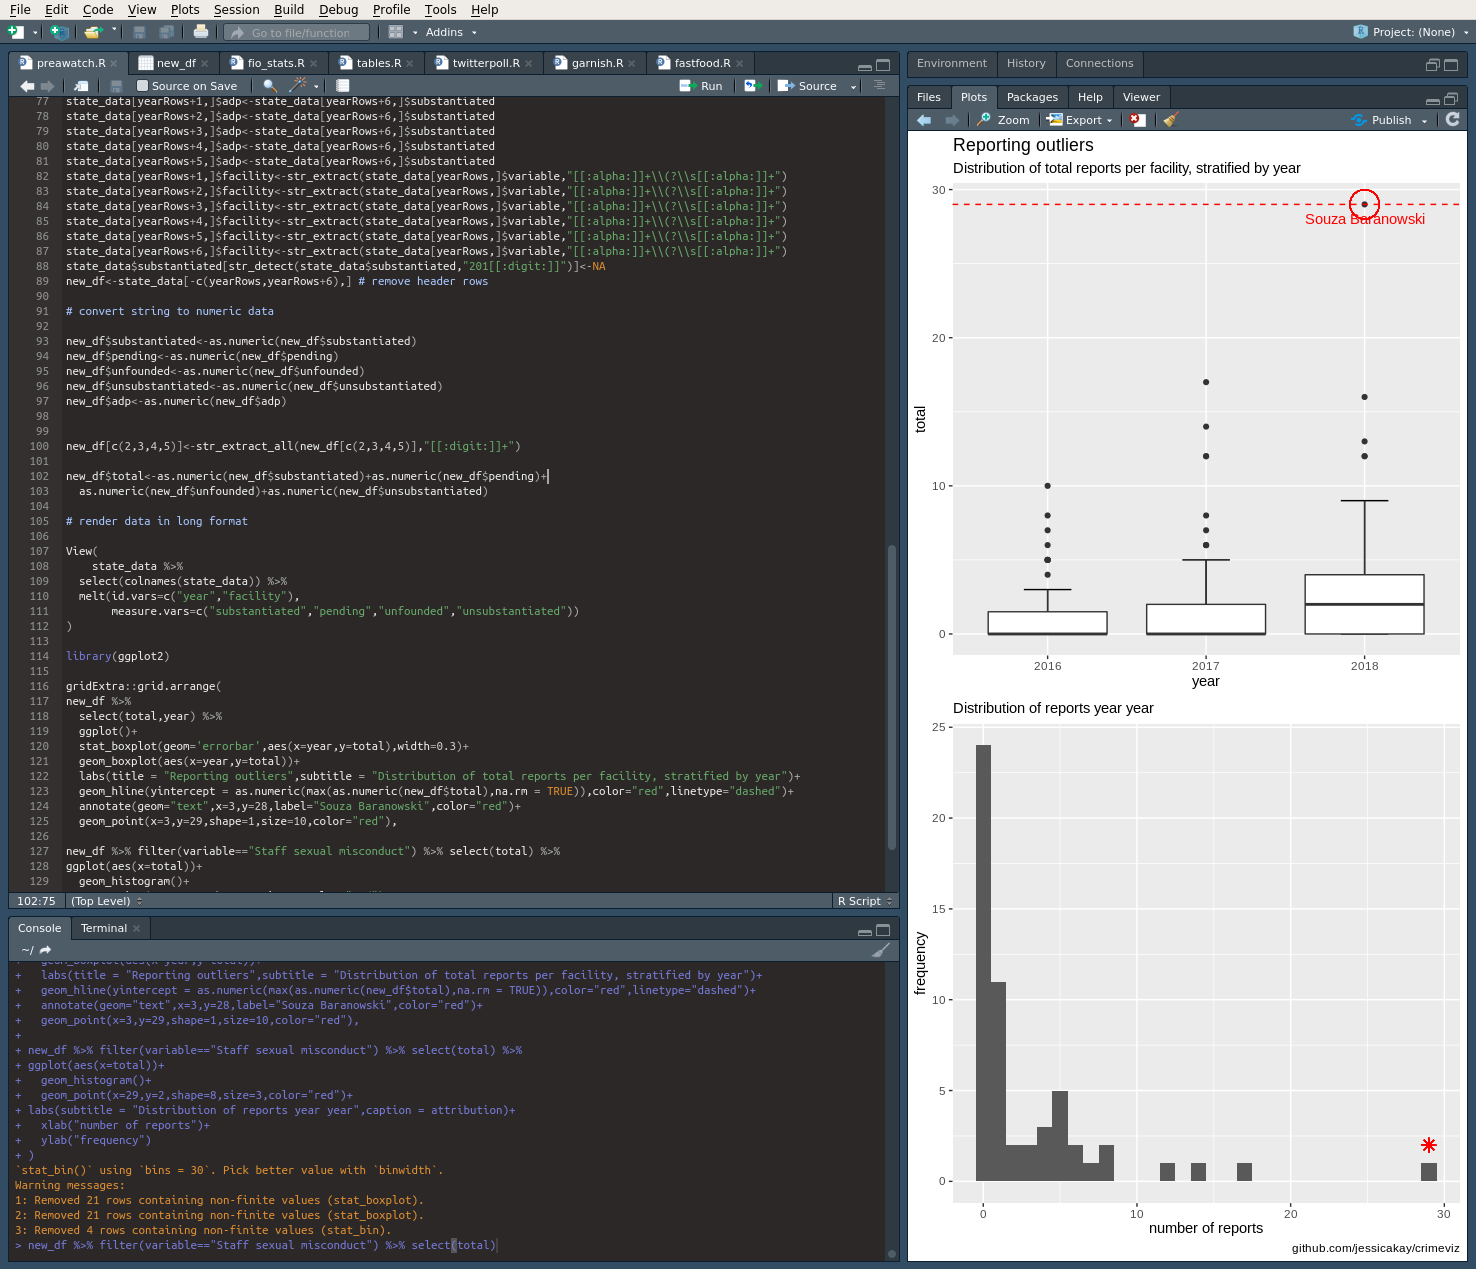 File Edit Code View Plots Session Build Debug Profile Tools Help
Go to file/function Addins Project: (None)
preawatch.R new_df fio_stats.R tables.R twitterpoll.R garnish.R fastfood.R
Source on Save Run Source
77 state_data[yearRows+1,]$adp<-state_data[yearRows+6,]$substantiated
78 state_data[yearRows+2,]$adp<-state_data[yearRows+6,]$substantiated
79 state_data[yearRows+3,]$adp<-state_data[yearRows+6,]$substantiated
80 state_data[yearRows+4,]$adp<-state_data[yearRows+6,]$substantiated
81 state_data[yearRows+5,]$adp<-state_data[yearRows+6,]$substantiated
82 state_data[yearRows+1,]$facility<-str_extract(state_data[yearRows,]$variable,"[[:alpha:]]+\\(?\\s[[:alpha:]]+")
83 state_data[yearRows+2,]$facility<-str_extract(state_data[yearRows,]$variable,"[[:alpha:]]+\\(?\\s[[:alpha:]]+")
84 state_data[yearRows+3,]$facility<-str_extract(state_data[yearRows,]$variable,"[[:alpha:]]+\\(?\\s[[:alpha:]]+")
85 state_data[yearRows+4,]$facility<-str_extract(state_data[yearRows,]$variable,"[[:alpha:]]+\\(?\\s[[:alpha:]]+")
86 state_data[yearRows+5,]$facility<-str_extract(state_data[yearRows,]$variable,"[[:alpha:]]+\\(?\\s[[:alpha:]]+")
87 state_data[yearRows+6,]$facility<-str_extract(state_data[yearRows,]$variable,"[[:alpha:]]+\\(?\\s[[:alpha:]]+")
88 state_data$substantiated[str_detect(state_data$substantiated,"201[[:digit:]]")]<-NA
89 new_df<-state_data[-c(yearRows,yearRows+6),] # remove header rows
90
91 # convert string to numeric data
92
93 new_df$substantiated<-as.numeric(new_df$substantiated)
94 new_df$pending<-as.numeric(new_df$pending)
95 new_df$unfounded<-as.numeric(new_df$unfounded)
96 new_df$unsubstantiated<-as.numeric(new_df$unsubstantiated)
97 new_df$adp<-as.numeric(new_df$adp)
98
99
100 new_df[c(2,3,4,5)]<-str_extract_all(new_df[c(2,3,4,5)],"[[:digit:]]+")
101
102 new_df$total<-as.numeric(new_df$substantiated)+as.numeric(new_df$pending)+
103 as.numeric(new_df$unfounded)+as.numeric(new_df$unsubstantiated)
104
105 # render data in long format
106
107 View(
108 state_data %>%
109 select(colnames(state_data)) %>%
110 melt(id.vars=c("year","facility"),
111 measure.vars=c("substantiated","pending","unfounded","unsubstantiated"))
112 )
113
114 library(ggplot2)
115
116 gridExtra::grid.arrange(
117 new_df %>%
118 select(total,year) %>%
119 ggplot()+
120 stat_boxplot(geom='errorbar',aes(x=year,y=total),width=0.3)+
121 geom_boxplot(aes(x=year,y=total))+
122 labs(title = "Reporting outliers",subtitle = "Distribution of total reports per facility, stratified by year")+
123 geom_hline(yintercept = as.numeric(max(as.numeric(new_df$total),na.rm = TRUE)),color="red",linetype="dashed")+
124 annotate(geom="text",x=3,y=28,label="Souza Baranowski",color="red")+
125 geom_point(x=3,y=29,shape=1,size=10,color="red"),
126
127 new_df %>% filter(variable=="Staff sexual misconduct") %>% select(total) %>%
128 ggplot(aes(x=total))+
129 geom_histogram()+
102:75 (Top Level) R Script
Console Terminal
~/
+ labs(title = "Reporting outliers",subtitle = "Distribution of total reports per facility, stratified by year")+
+ geom_hline(yintercept = as.numeric(max(as.numeric(new_df$total),na.rm = TRUE)),color="red",linetype="dashed")+
+ annotate(geom="text",x=3,y=28,label="Souza Baranowski",color="red")+
+ geom_point(x=3,y=29,shape=1,size=10,color="red"),
+
+ new_df %>% filter(variable=="Staff sexual misconduct") %>% select(total) %>%
+ ggplot(aes(x=total))+
+ geom_histogram()+
+ geom_point(x=29,y=2,shape=8,size=3,color="red")+
+ labs(subtitle = "Distribution of reports year year",caption = attribution)+
+ xlab("number of reports")+
+ ylab("frequency")
+ )
`stat_bin()` using `bins = 30`. Pick better value with `binwidth`.
Warning messages:
1: Removed 21 rows containing non-finite values (stat_boxplot).
2: Removed 21 rows containing non-finite values (stat_boxplot).
3: Removed 4 rows containing non-finite values (stat_bin).
> new_df %>% filter(variable=="Staff sexual misconduct") %>% select(total)
Environment History Connections
Files Plots Packages Help Viewer
Zoom Export Publish
Reporting outliers
Distribution of total reports per facility, stratified by year
30
Souza Baranowski
20
total
10
0
2016 2017 2018
year
Distribution of reports year year
25
20
15
frequency
10
5
0
0 10 20 30
number of reports
github.com/jessicakay/crimeviz